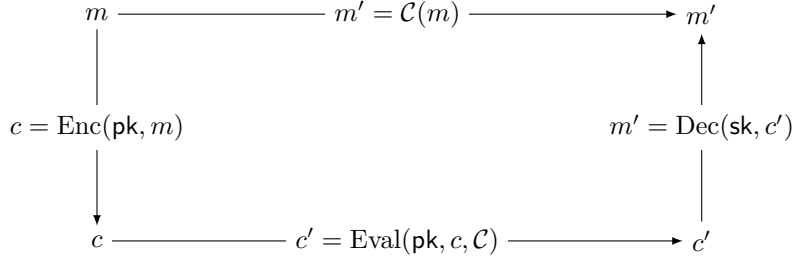 m m′ = 𝒞(m) m′
c = Enc(pk, m) m′ = Dec(sk, c′)
c c′ = Eval(pk, c, 𝒞) c′